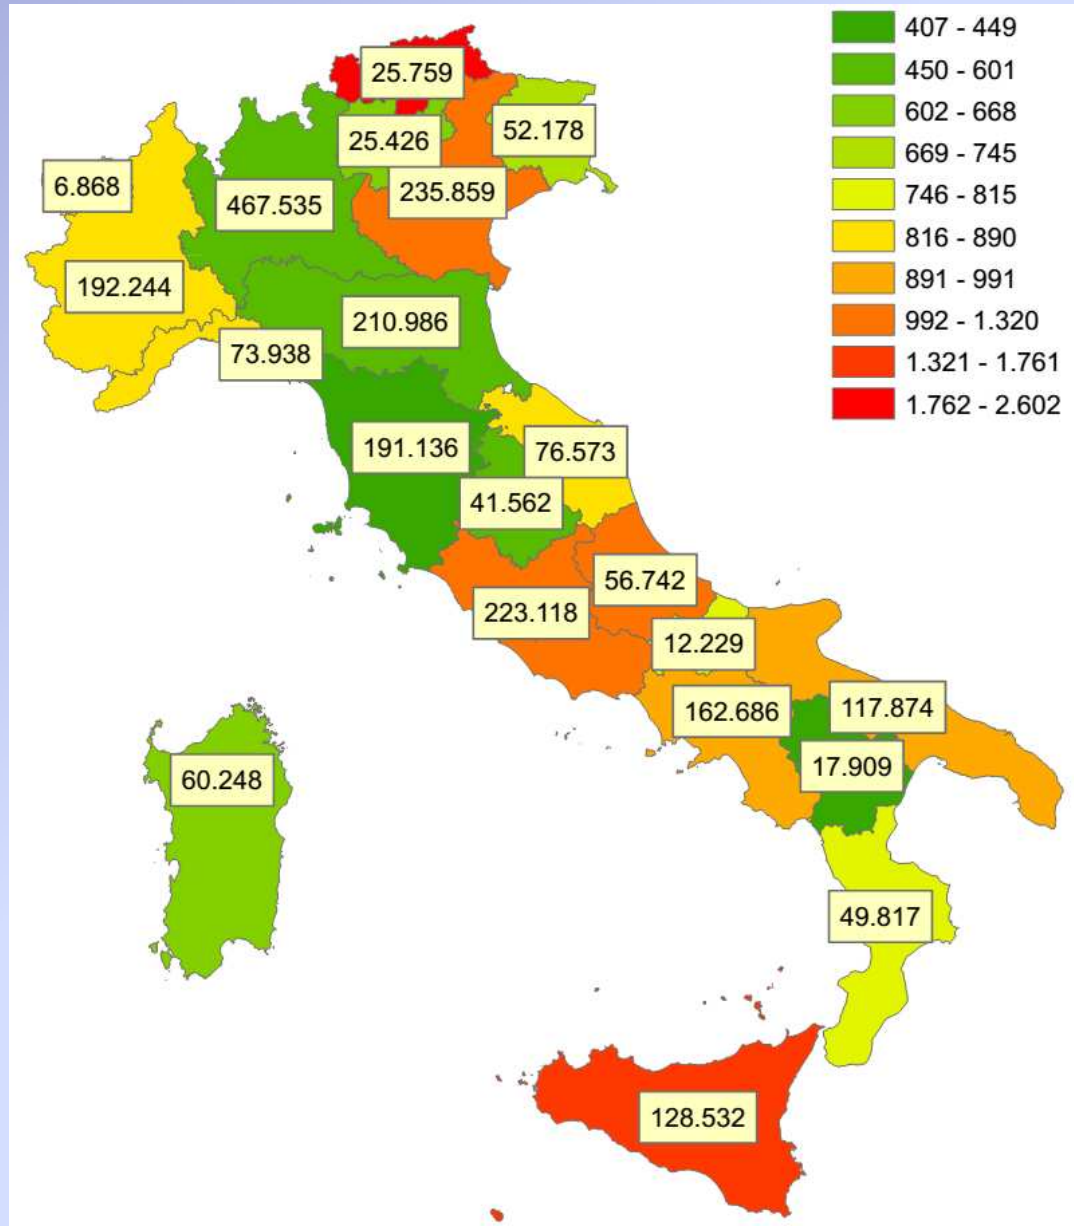 407 - 449
450 - 601
602 - 668
669 - 745
746 - 815
816 - 890
891 - 991
992 - 1.320
1.321 - 1.761
1.762 - 2.602
25.759
52.178
25.426
6.868
235.859
467.535
192.244
210.986
73.938
191.136
76.573
41.562
56.742
223.118
12.229
162.686
117.874
17.909
60.248
49.817
128.532